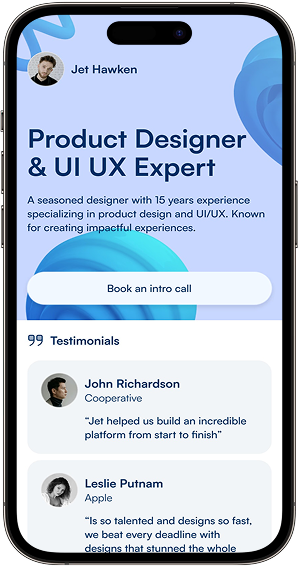 Jet Hawken
Product Designer
& UI UX Expert
A seasoned designer with 15 years experience
specializing in product design and UI/UX. Known
for creating impactful experiences.
Book an intro call
Testimonials
John Richardson
Cooperative
“Jet helped us build an incredible
platform from start to finish”
Leslie Putnam
Apple
“Is so talented and designs so fast,
we beat every deadline with
designs that stunned the whole